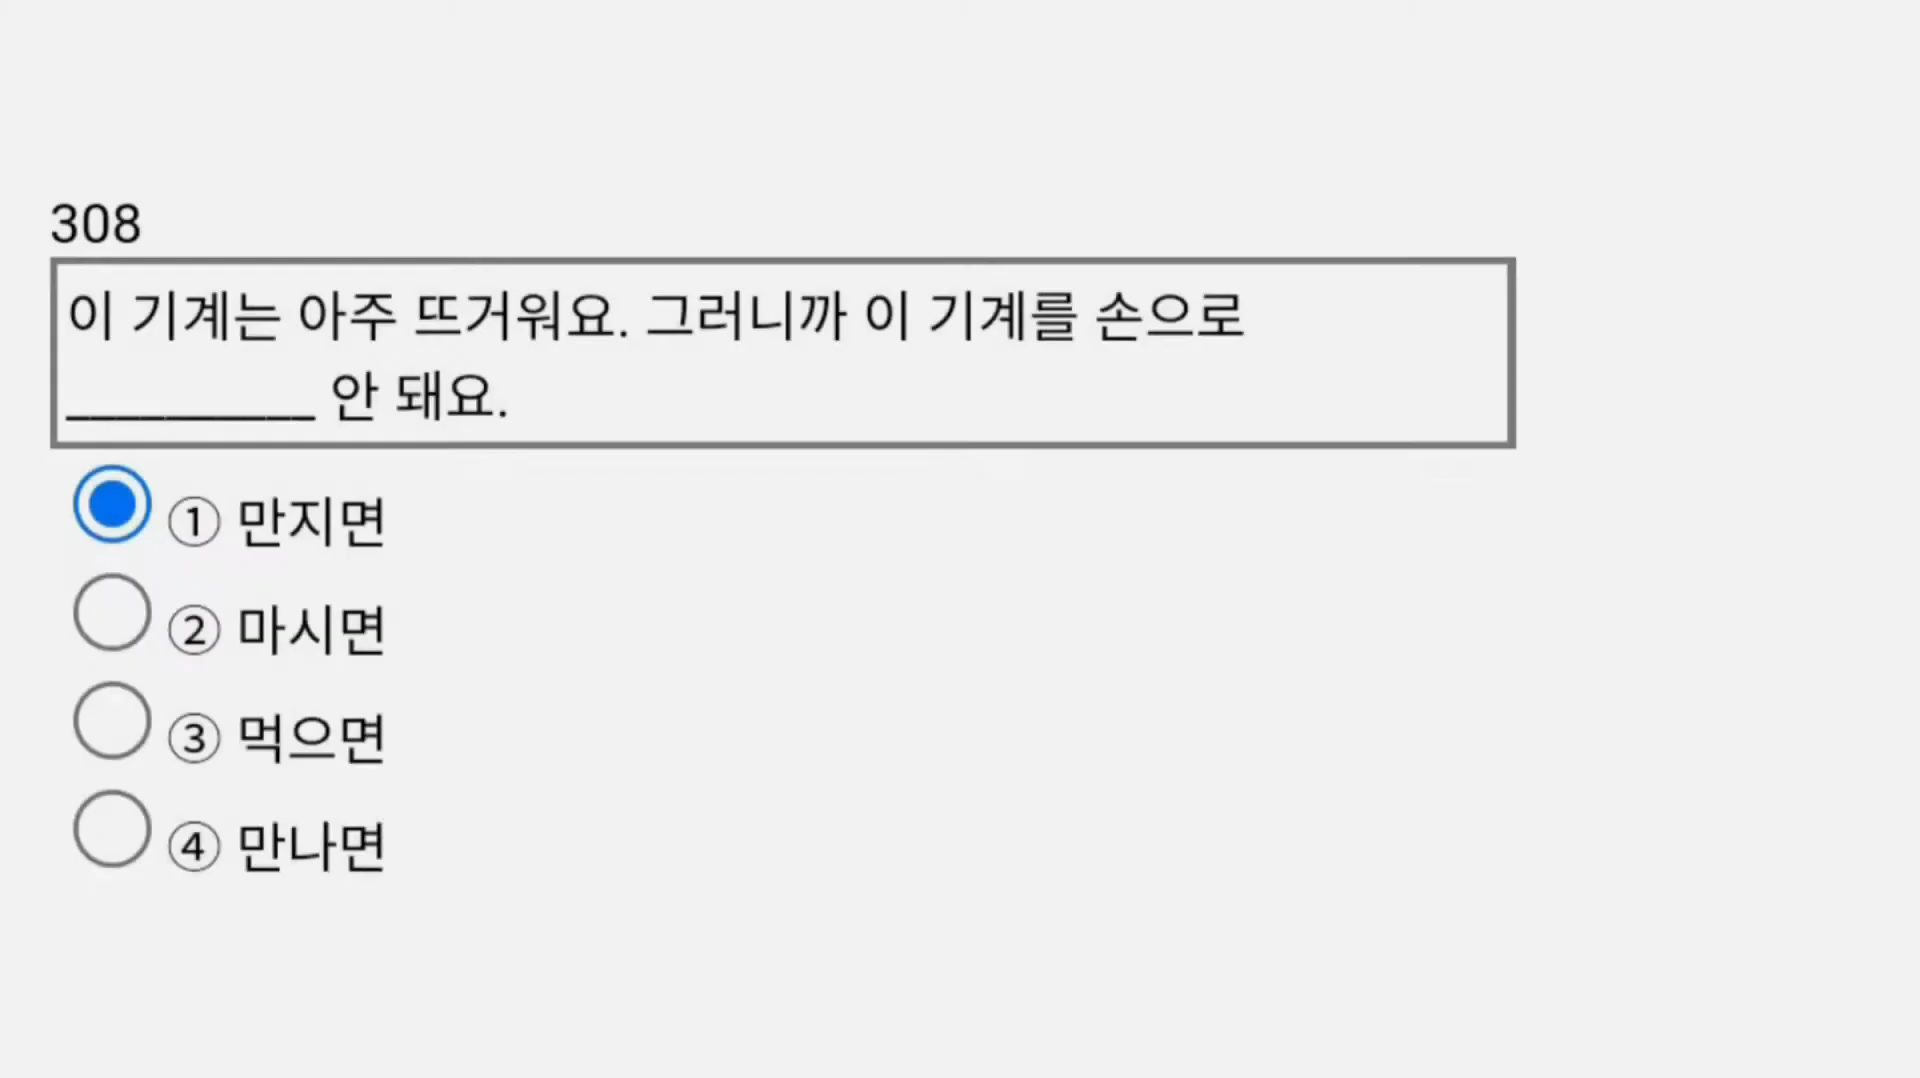 308
이 기계는 아주 뜨거워요. 그러니까 이 기계를 손으로
__________ 안 돼요.
① 만지면
② 마시면
③ 먹으면
④ 만나면